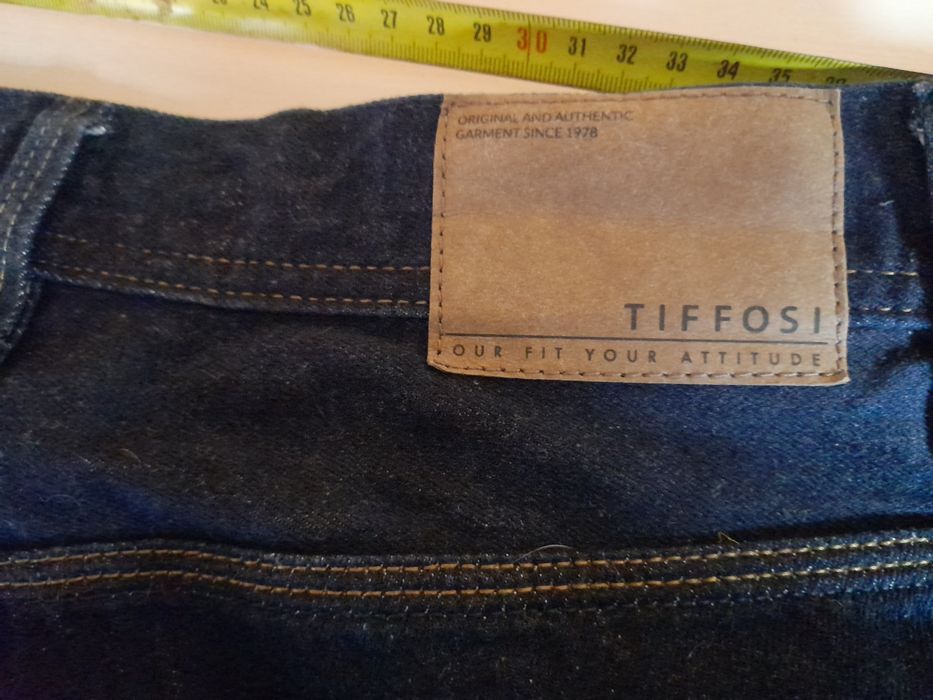 24 25 26 27 28 29 30 31 32 33 34 35
ORIGINAL AND AUTHENTIC
GARMENT SINCE 1978
TIFFOSI
OUR FIT YOUR ATTITUDE